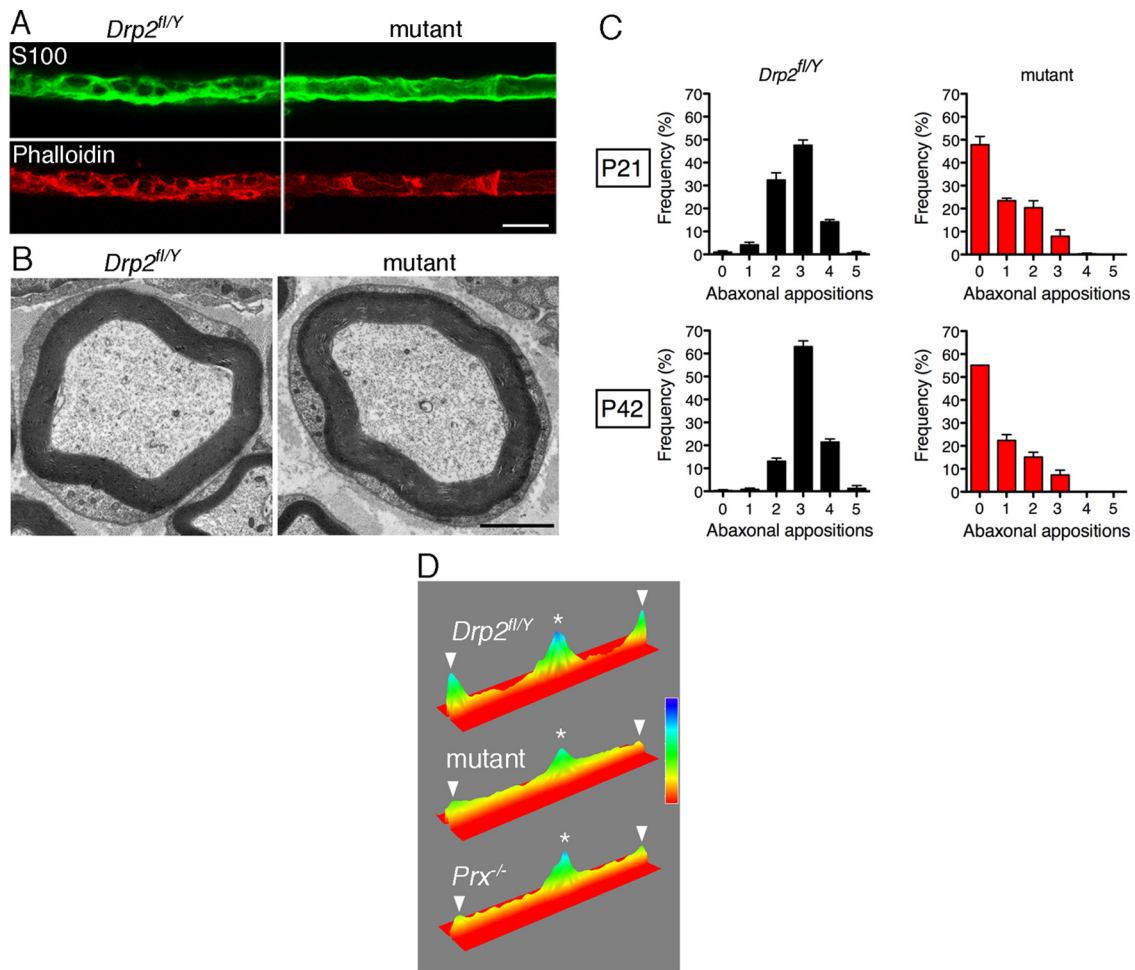 A
Drp2fl/Y
mutant
S100
Phalloidin
B
Drp2fl/Y
mutant
C
Drp2fl/Y
mutant
P21
Frequency (%)
70
60
50
40
30
20
10
0
0 1 2 3 4 5
Abaxonal appositions
Frequency (%)
70
60
50
40
30
20
10
0
0 1 2 3 4 5
Abaxonal appositions
P42
Frequency (%)
70
60
50
40
30
20
10
0
0 1 2 3 4 5
Abaxonal appositions
Frequency (%)
70
60
50
40
30
20
10
0
0 1 2 3 4 5
Abaxonal appositions
D
Drp2fl/Y
*
mutant
*
Prx-/-
*